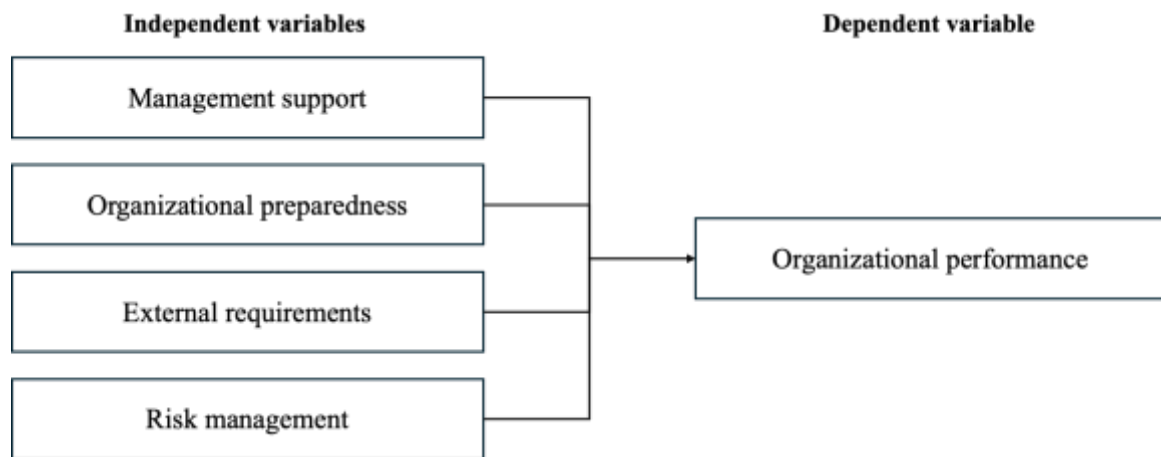 Independent variables
Dependent variable
Management support
Organizational preparedness
Organizational performance
External requirements
Risk management